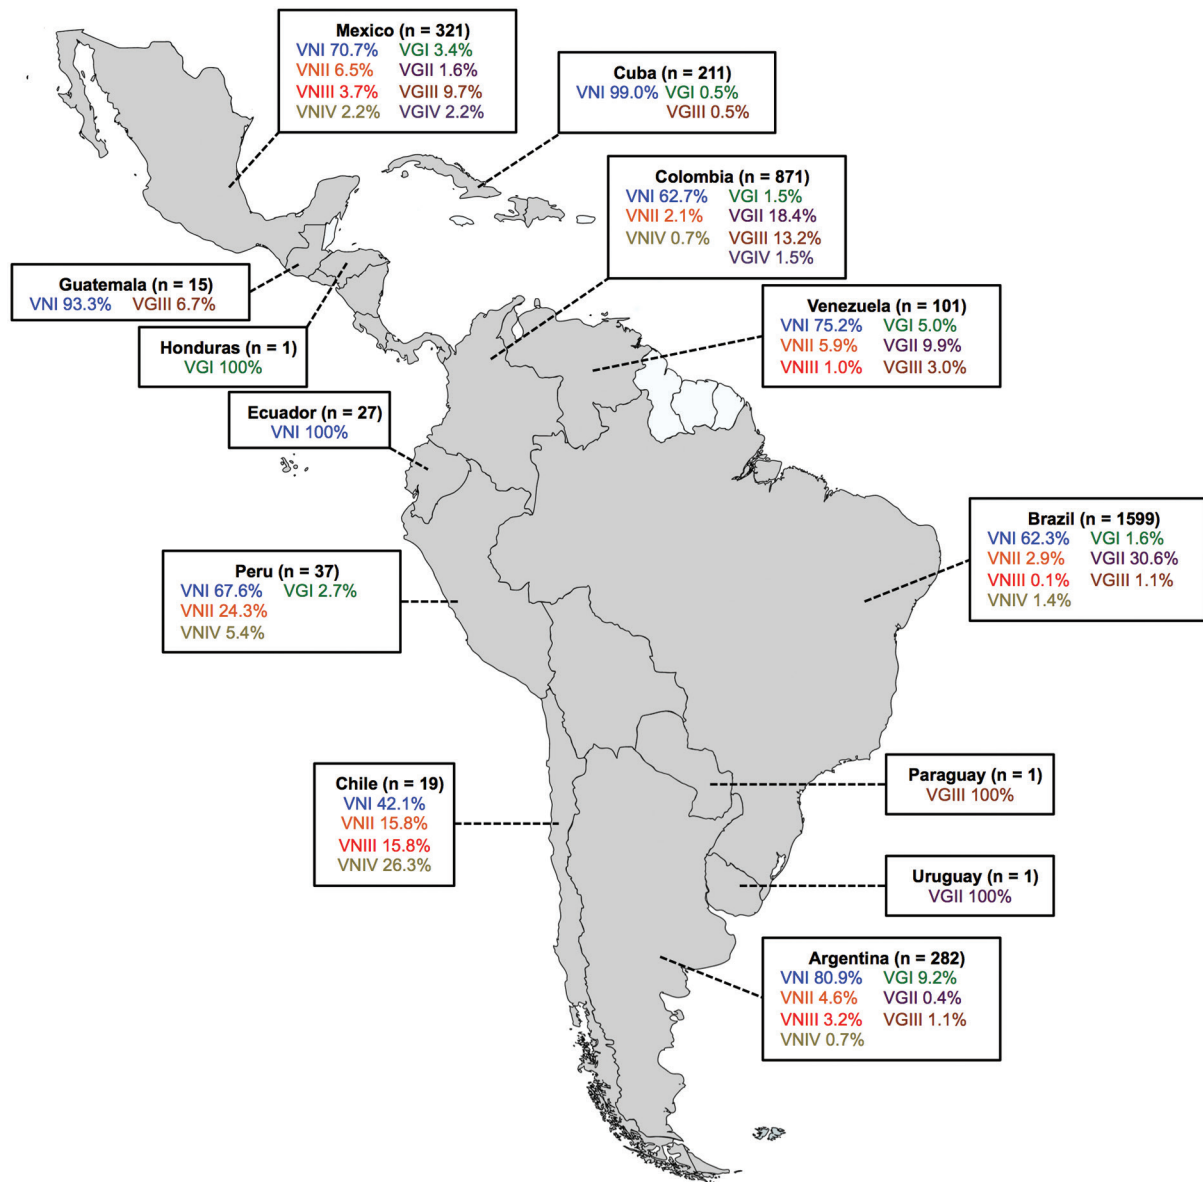 Mexico (n = 321)
VNI 70.7% VGI 3.4%
VNII 6.5% VGII 1.6%
VNIII 3.7% VGIII 9.7%
VNIV 2.2% VGIV 2.2%
Cuba (n = 211)
VNI 99.0% VGI 0.5%
VGIII 0.5%
Colombia (n = 871)
VNI 62.7% VGI 1.5%
VNII 2.1% VGII 18.4%
VNIV 0.7% VGIII 13.2%
VGIV 1.5%
Guatemala (n = 15)
VNI 93.3% VGIII 6.7%
Venezuela (n = 101)
VNI 75.2% VGI 5.0%
VNII 5.9% VGII 9.9%
VNIII 1.0% VGIII 3.0%
Honduras (n = 1)
VGI 100%
Ecuador (n = 27)
VNI 100%
Brazil (n = 1599)
VNI 62.3% VGI 1.6%
VNII 2.9% VGII 30.6%
VNIII 0.1% VGIII 1.1%
VNIV 1.4%
Peru (n = 37)
VNI 67.6% VGI 2.7%
VNII 24.3%
VNIV 5.4%
Chile (n = 19)
VNI 42.1%
VNII 15.8%
VNIII 15.8%
VNIV 26.3%
Paraguay (n = 1)
VGIII 100%
Uruguay (n = 1)
VGII 100%
Argentina (n = 282)
VNI 80.9% VGI 9.2%
VNII 4.6% VGII 0.4%
VNIII 3.2% VGIII 1.1%
VNIV 0.7%